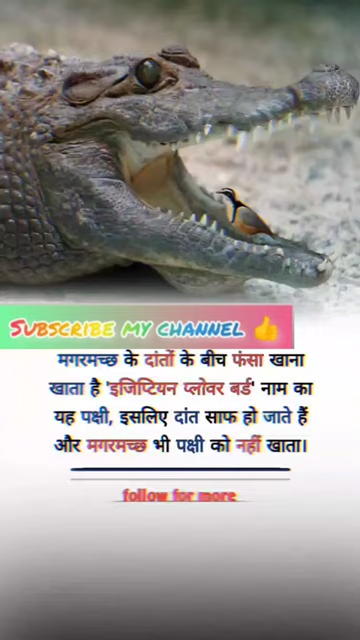 SUBSCRIBE MY CHANNEL 👍
मगरमच्छ के दांतों के बीच फंसा खाना
खाता है 'इजिप्टियन प्लोवर बर्ड' नाम का
यह पक्षी, इसलिए दांत साफ हो जाते हैं
और मगरमच्छ भी पक्षी को नहीं खाता।
follow for more